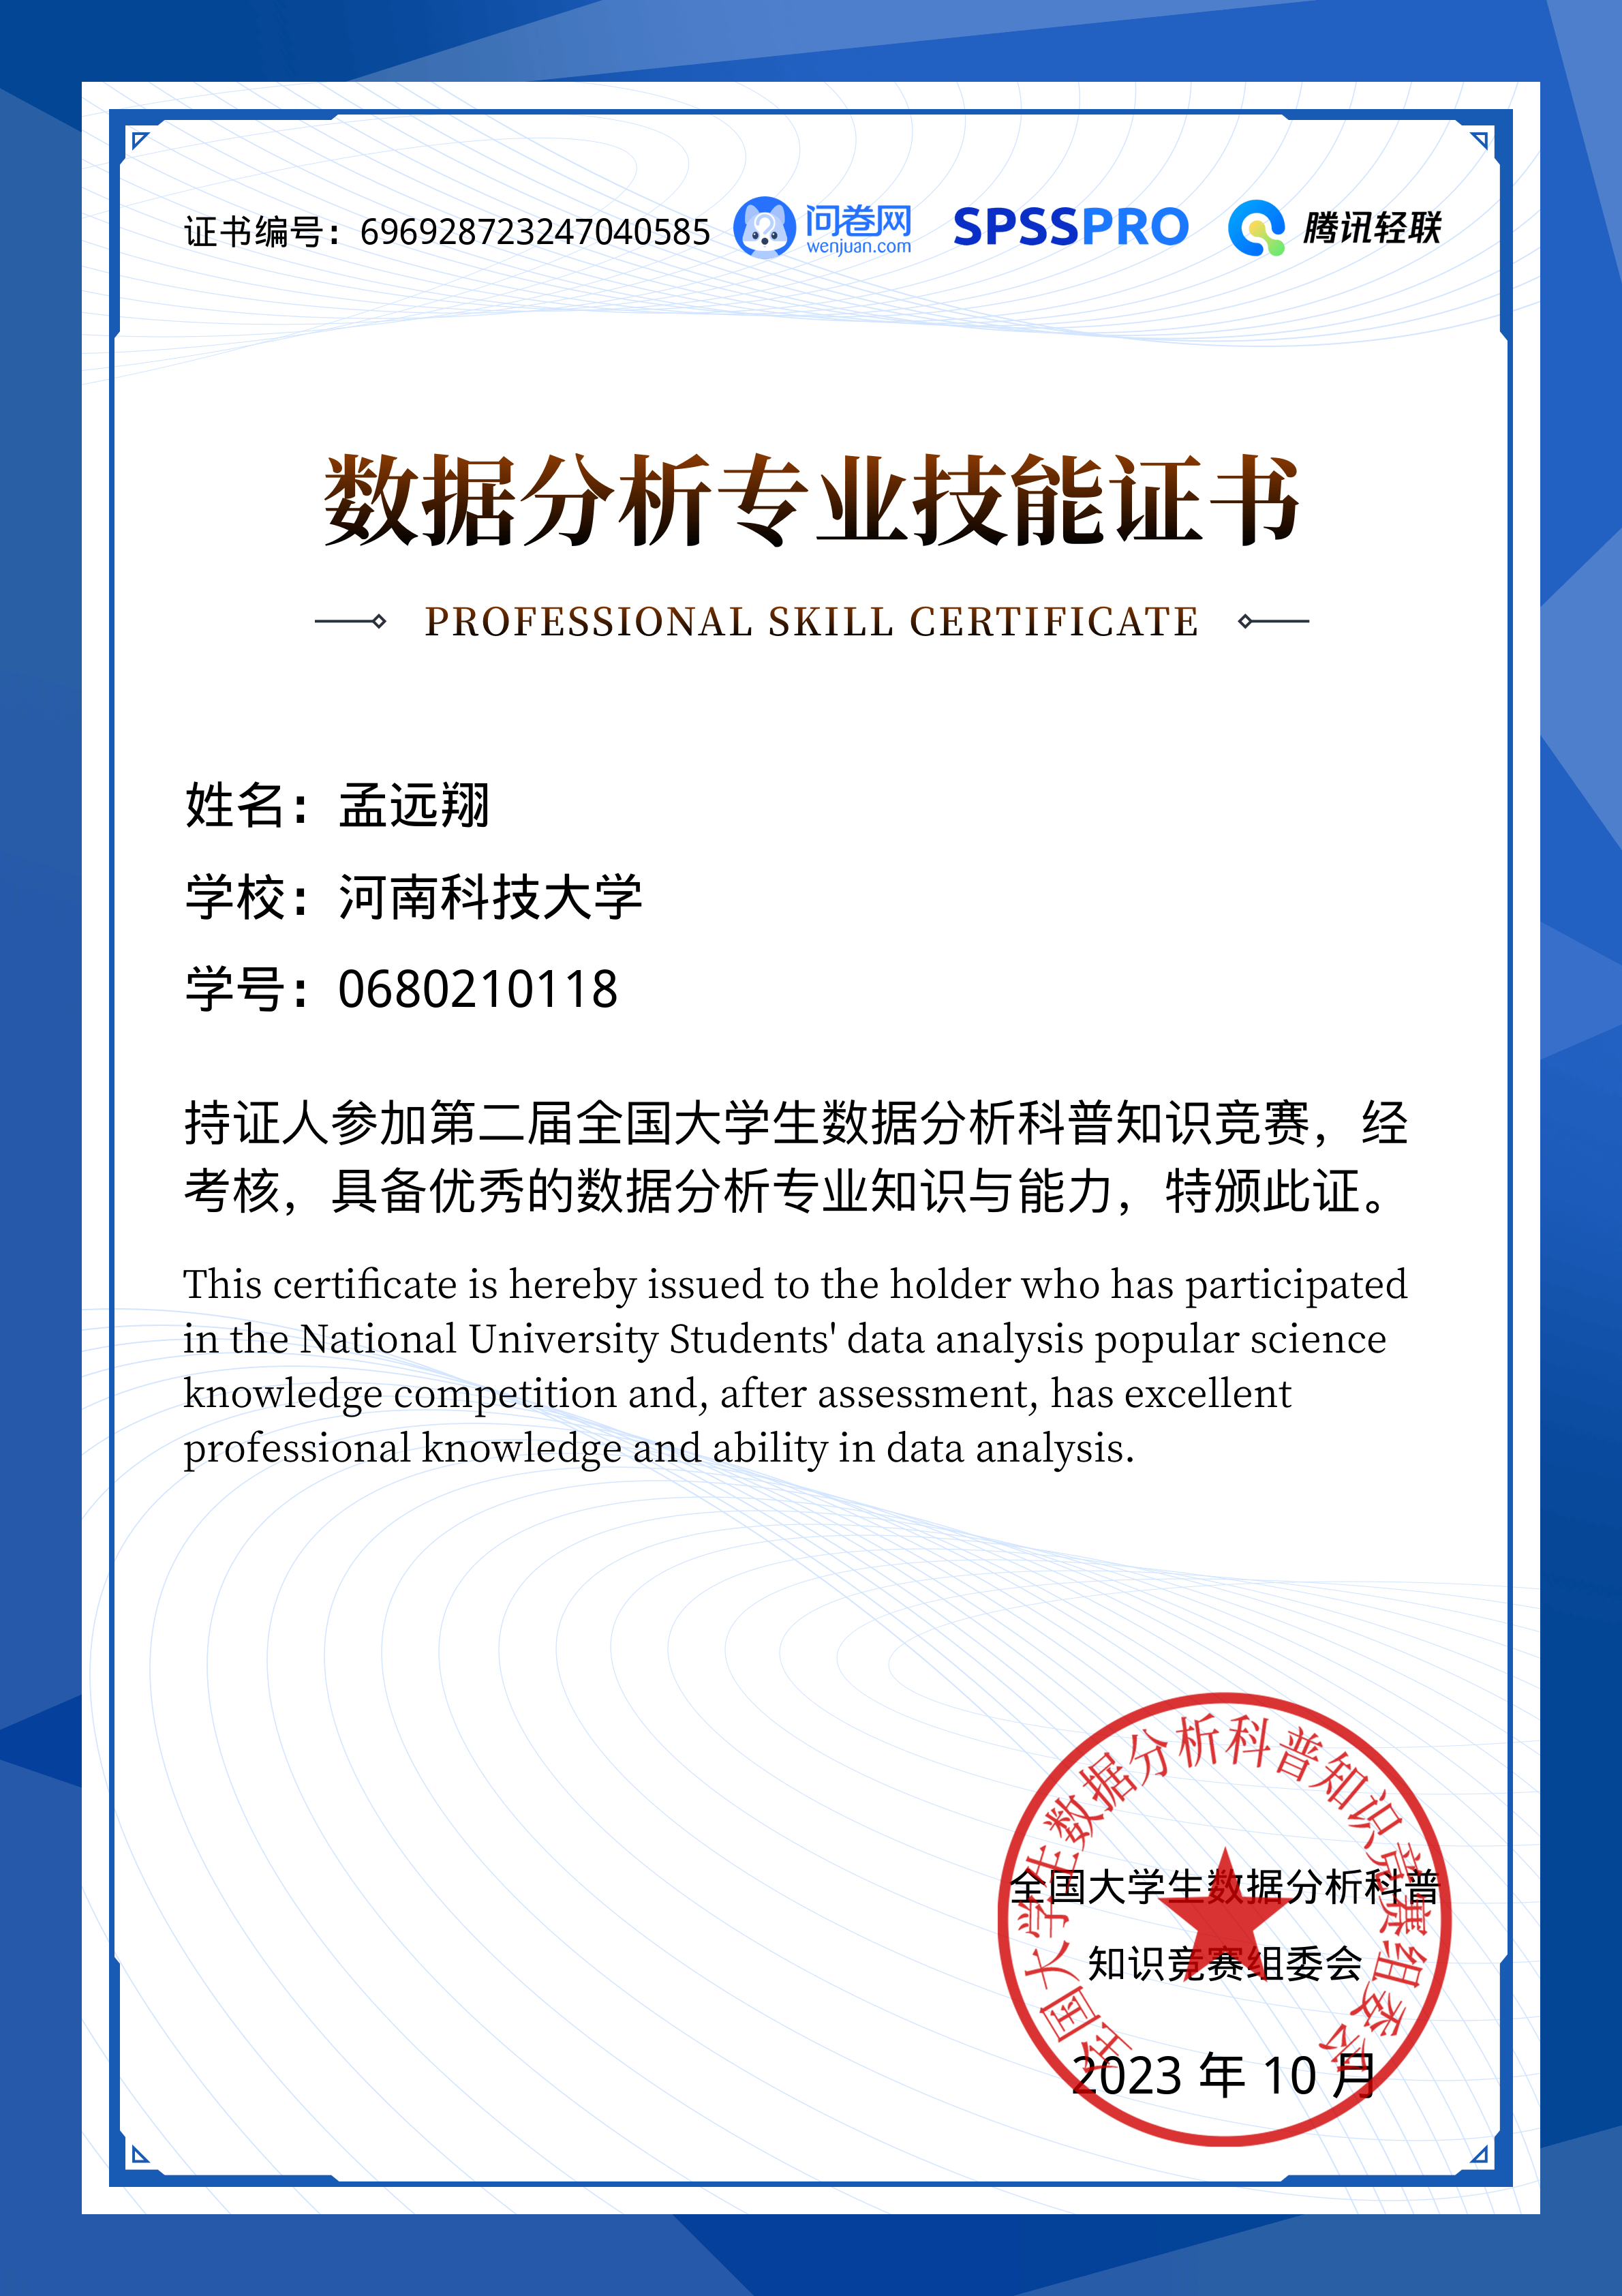 证书编号：696928723247040585
问卷网
wenjuan.com
SPSSPRO
腾讯轻联
数据分析专业技能证书
PROFESSIONAL SKILL CERTIFICATE
姓名：孟远翔
学校：河南科技大学
学号：0680210118
持证人参加第二届全国大学生数据分析科普知识竞赛，经
考核，具备优秀的数据分析专业知识与能力，特颁此证。
This certificate is hereby issued to the holder who has participated
in the National University Students' data analysis popular science
knowledge competition and, after assessment, has excellent
professional knowledge and ability in data analysis.
全国大学生数据分析科普知识竞赛组委会
全国大学生数据分析科普
知识竞赛组委会
2023 年 10 月